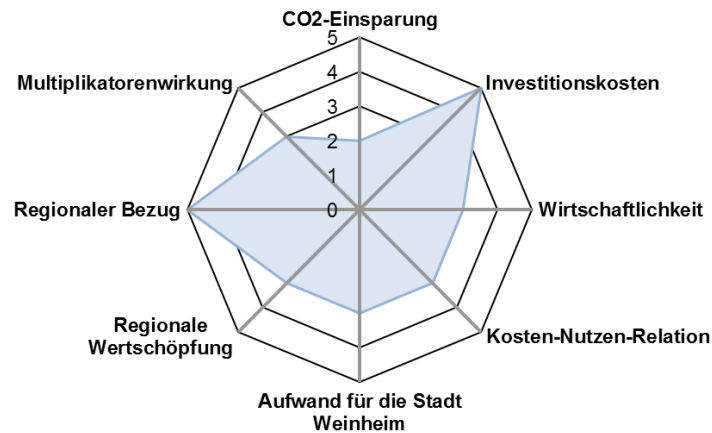 CO2-Einsparung
5
Multiplikatorenwirkung
4
Investitionskosten
3
2
1
Regionaler Bezug
0
Wirtschaftlichkeit
Regionale
Wertschöpfung
Kosten-Nutzen-Relation
Aufwand für die Stadt
Weinheim